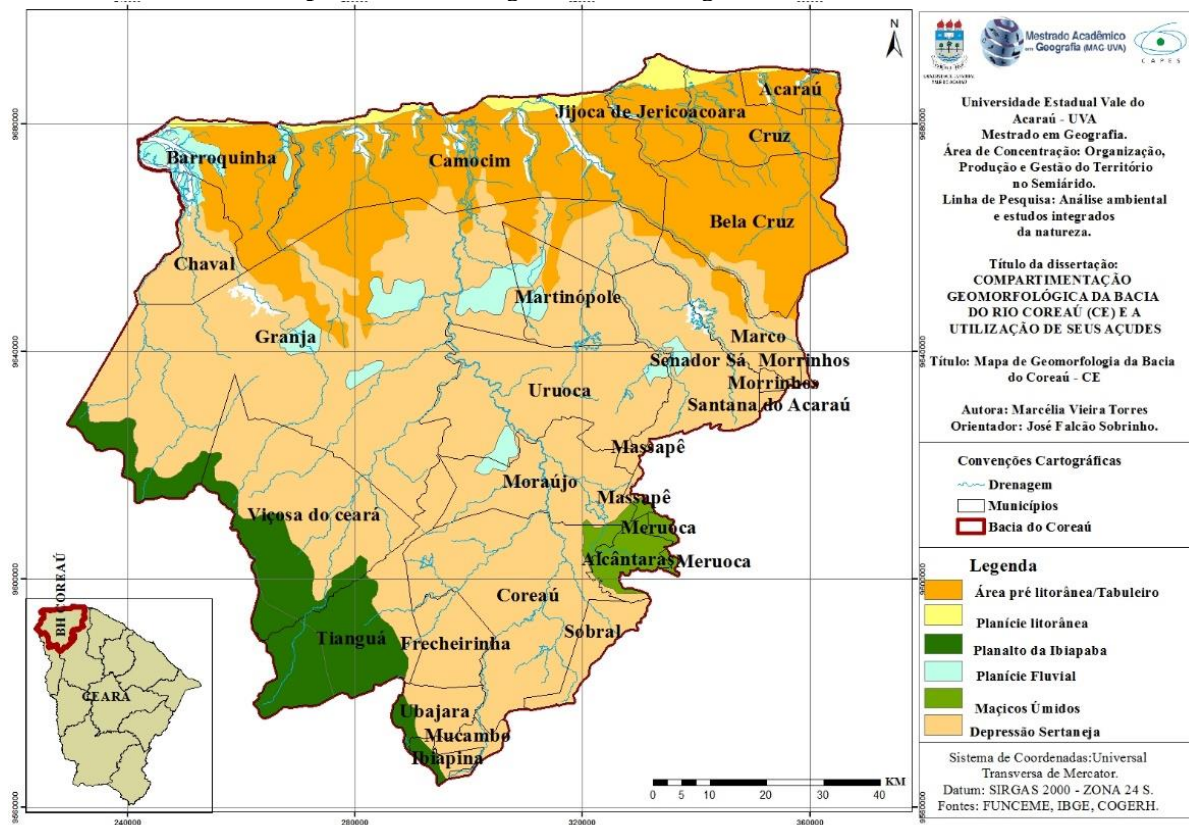 N
Acaraú
Jijoca de Jericoacoara
Cruz
Barroquinha
Camocim
Bela Cruz
Chaval
Martinópole
Granja
Marco
Senador Sá
Morrinhos
Uruoca
Morrinhos
Santana do Acaraú
Massapê
Moraújo
Massapê
Viçosa do ceará
Meruoca
Alcântaras
Meruoca
Coreaú
Tianguá
Frecheirinha
Sobral
Ubajara
Mucambo
Ibiapina
KM
0 5 10 20 30 40
240000
280000
320000
360000
9680000
9640000
BH COREAÚ
CEARÁ
Mestrado Acadêmico
em Geografia (MAG-UVA)
CAPES
Universidade Estadual Vale do
Acaraú - UVA
Mestrado em Geografia.
Área de Concentração: Organização,
Produção e Gestão do Território
no Semiárido.
Linha de Pesquisa: Análise ambiental
e estudos integrados
da natureza.
Título da dissertação:
COMPARTIMENTAÇÃO
GEOMORFOLÓGICA DA BACIA
DO RIO COREAÚ (CE) E A
UTILIZAÇÃO DE SEUS AÇUDES
Título: Mapa de Geomorfologia da Bacia
do Coreaú - CE
Autora: Marcélia Vieira Torres
Orientador: José Falcão Sobrinho.
Convenções Cartográficas
Drenagem
Municípios
Bacia do Coreaú
Legenda
Área pré litorânea/Tabuleiro
Planície litorânea
Planalto da Ibiapaba
Planície Fluvial
Maçicos Úmidos
Depressão Sertaneja
Sistema de Coordenadas:Universal
Transversa de Mercator.
Datum: SIRGAS 2000 - ZONA 24 S.
Fontes: FUNCEME, IBGE, COGERH.